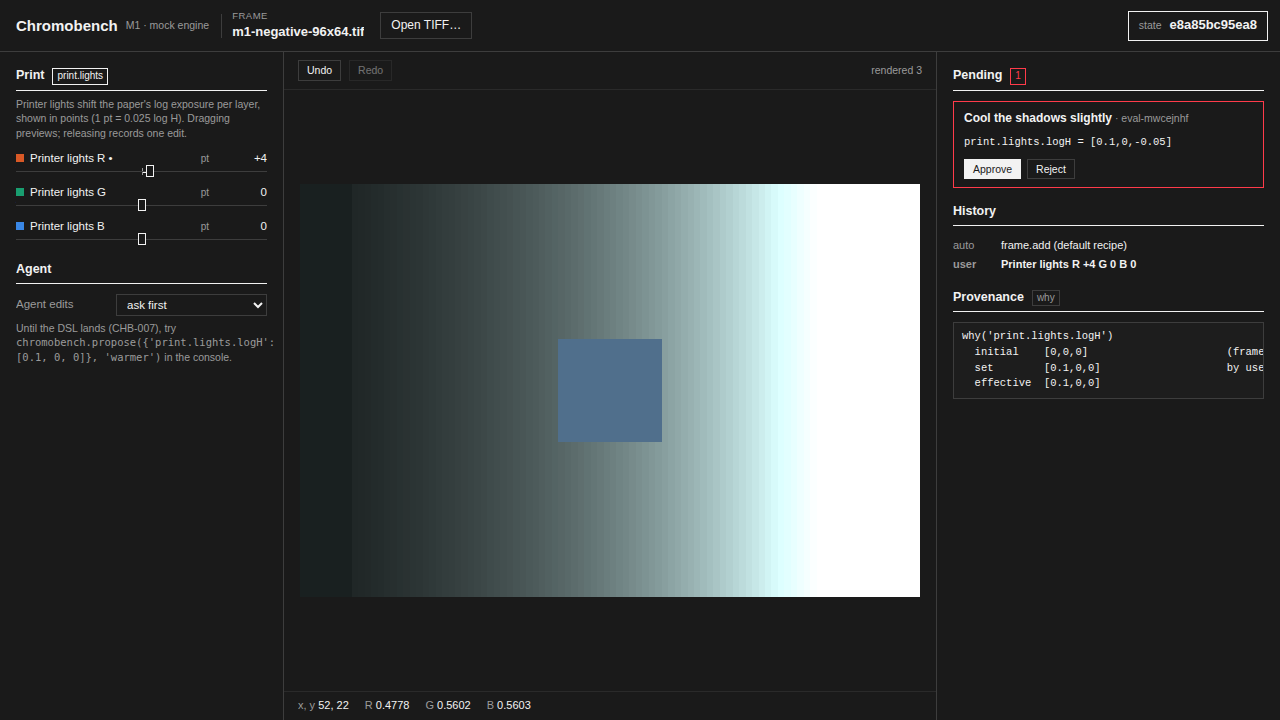 Chromobench M1 · mock engine
FRAME
m1-negative-96x64.tif
Open TIFF…
state e8a85bc95ea8
Print print.lights
Printer lights shift the paper's log exposure per layer,
shown in points (1 pt = 0.025 log H). Dragging
previews; releasing records one edit.
Printer lights R • pt +4
Printer lights G pt 0
Printer lights B pt 0
Agent
Agent edits ask first
Until the DSL lands (CHB-007), try
chromobench.propose({'print.lights.logH':
[0.1, 0, 0]}, 'warmer') in the console.
Undo Redo rendered 3
x, y 52, 22 R 0.4778 G 0.5602 B 0.5603
Pending 1
Cool the shadows slightly · eval-mwcejnhf
print.lights.logH = [0.1,0,-0.05]
Approve Reject
History
auto frame.add (default recipe)
user Printer lights R +4 G 0 B 0
Provenance why
why('print.lights.logH')
initial [0,0,0] (frame
set [0.1,0,0] by use
effective [0.1,0,0]